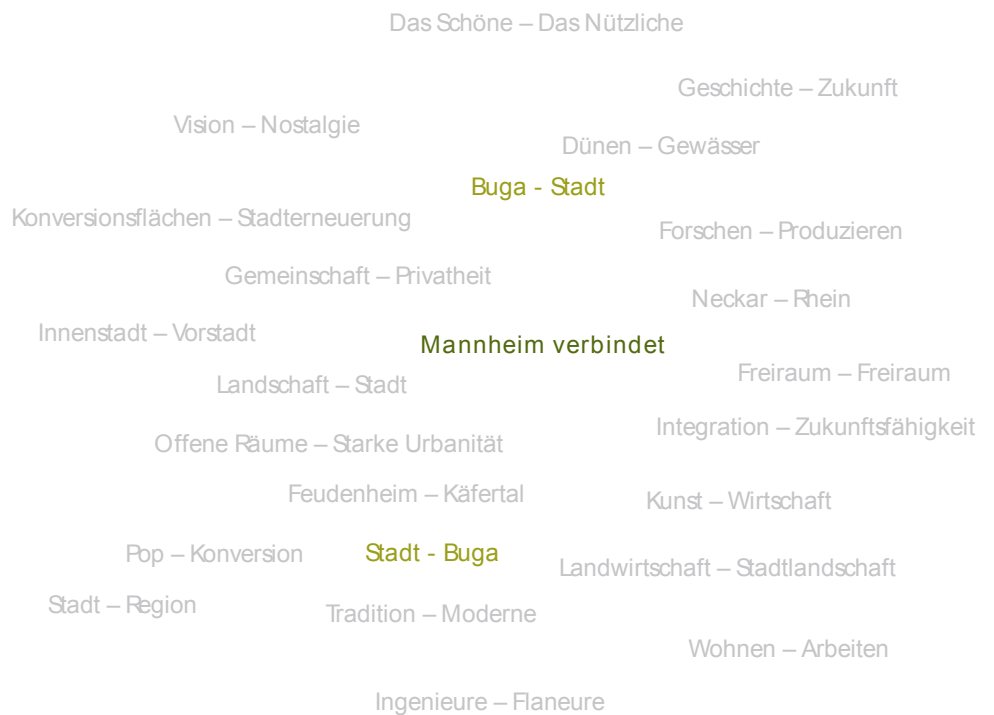 Das Schöne – Das Nützliche
Geschichte – Zukunft
Vision – Nostalgie
Dünen – Gewässer
Buga - Stadt
Konversionsflächen – Stadterneuerung
Forschen – Produzieren
Gemeinschaft – Privatheit
Neckar – Rhein
Innenstadt – Vorstadt
Mannheim verbindet
Freiraum – Freiraum
Landschaft – Stadt
Integration – Zukunftsfähigkeit
Offene Räume – Starke Urbanität
Feudenheim – Käfertal
Kunst – Wirtschaft
Pop – Konversion
Stadt - Buga
Landwirtschaft – Stadtlandschaft
Stadt – Region
Tradition – Moderne
Wohnen – Arbeiten
Ingenieure – Flaneure